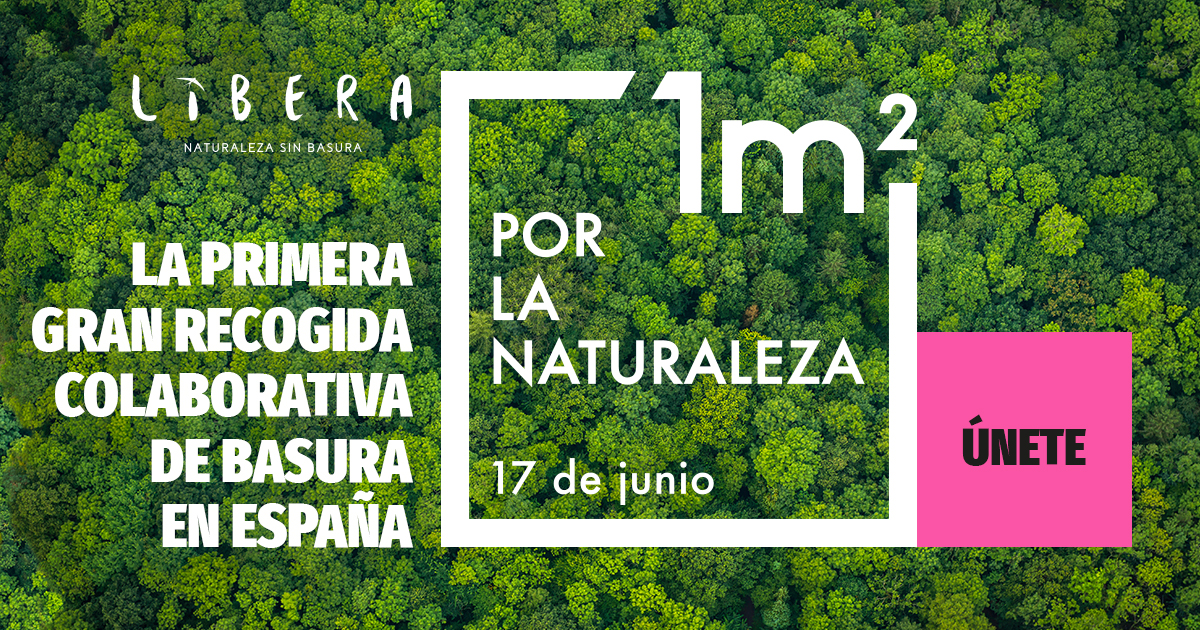 LIBERA
NATURALEZA SIN BASURA
LA PRIMERA
GRAN RECOGIDA
COLABORATIVA
DE BASURA
EN ESPAÑA
1m²
POR
LA
NATURALEZA
17 de junio
ÚNETE